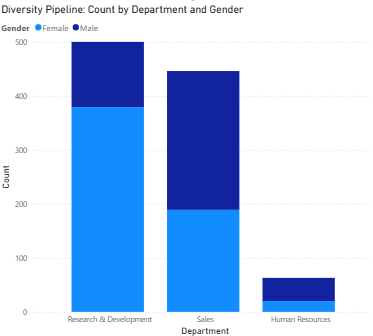 Diversity Pipeline: Count by Department and Gender
Gender Female Male
500
400
300
200
100
0
Count
Research & Development Sales Human Resources
Department